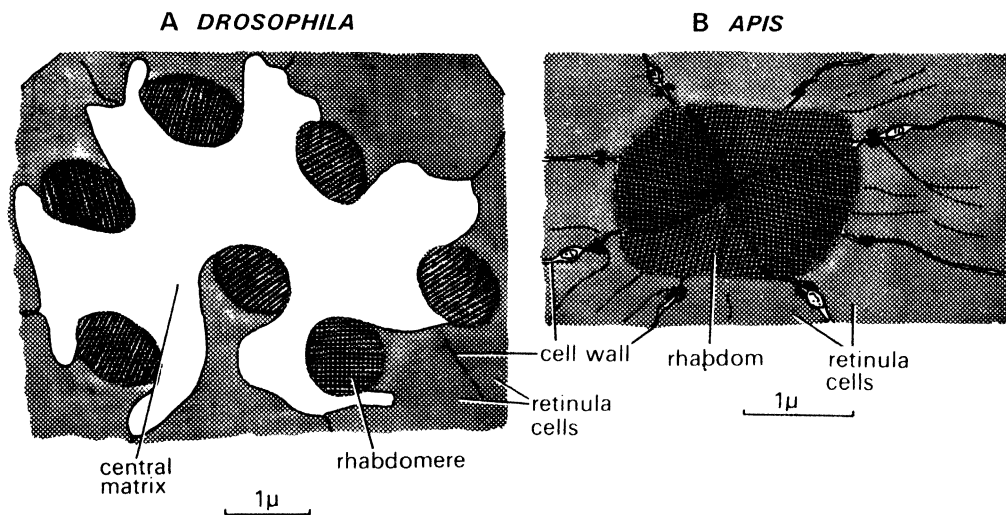 A DROSOPHILA
B APIS
cell wall
rhabdom
retinula
cells
retinula
cells
rhabdomere
central
matrix
1μ
1μ